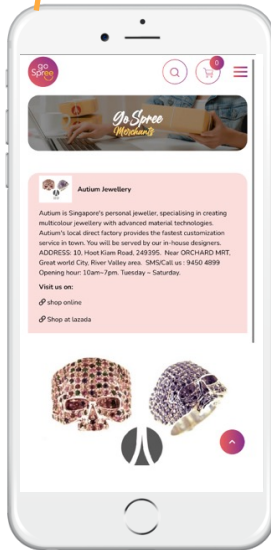 go
Spree
0
Go Spree
Merchants
Autium Jewellery
Autium is Singapore's personal jeweller, specialising in creating
multicolour jewellery with advanced material technologies.
Autium's local direct factory provides the fastest customization
service in town. You will be served by our in-house designers.
ADDRESS: 10, Hoot Kiam Road, 249395. Near ORCHARD MRT,
Great world City, River Valley area. SMS/Call us : 9450 4899
Opening hour: 10am–7pm, Tuesday – Saturday.
Visit us on:
shop online
Shop at lazada